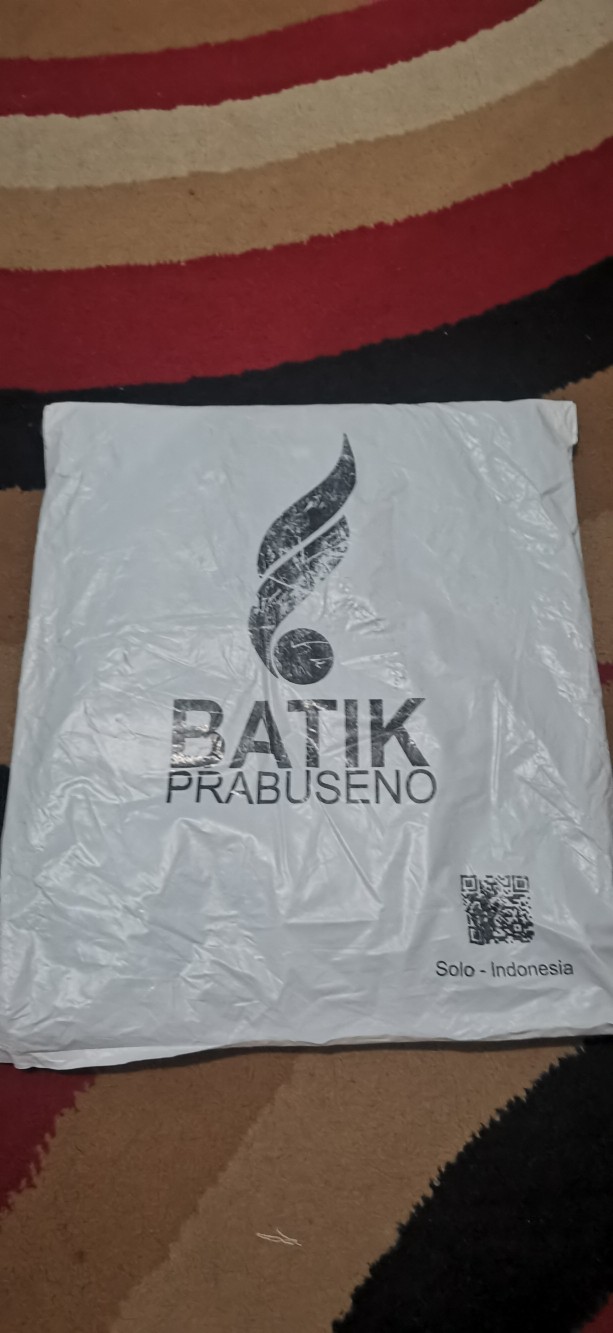 BATIK
PRABUSENO
Solo - Indonesia